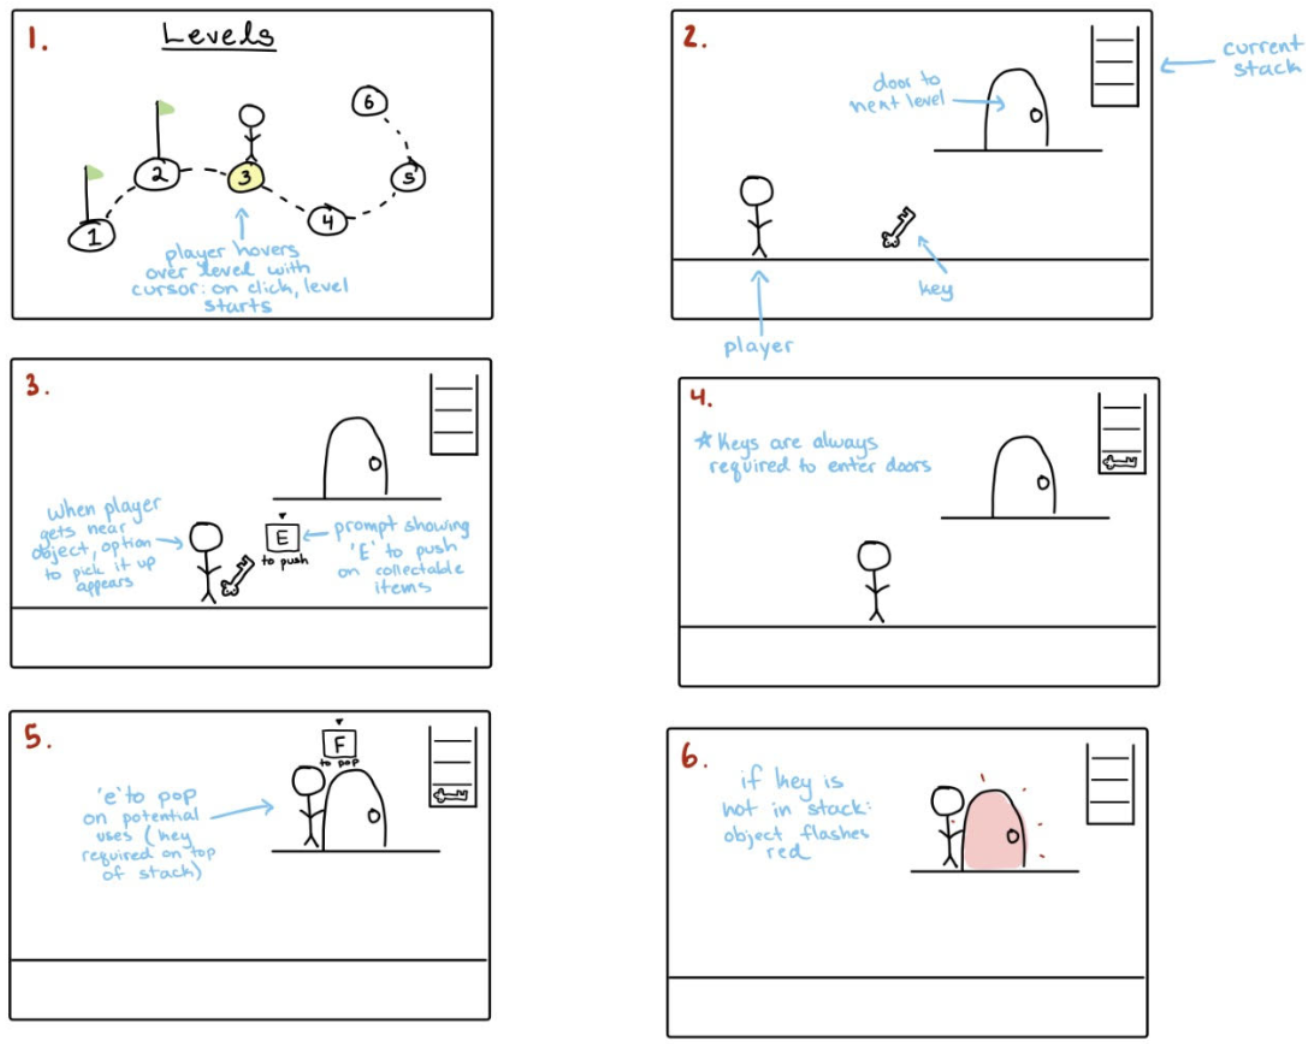 1.
Levels
1
2
3
4
5
6
player hovers
over level with
cursor: on click, level
starts
2.
door to
next level
current
stack
key
player
3.
when player
gets near
object, option
to pick it up
appears
E
to push
prompt showing
'E' to push
on collectable
items
4.
* Keys are always
required to enter doors
5.
F
to pop
'e' to pop
on potential
uses (key
required on top
of stack)
6.
if key is
not in stack:
object flashes
red